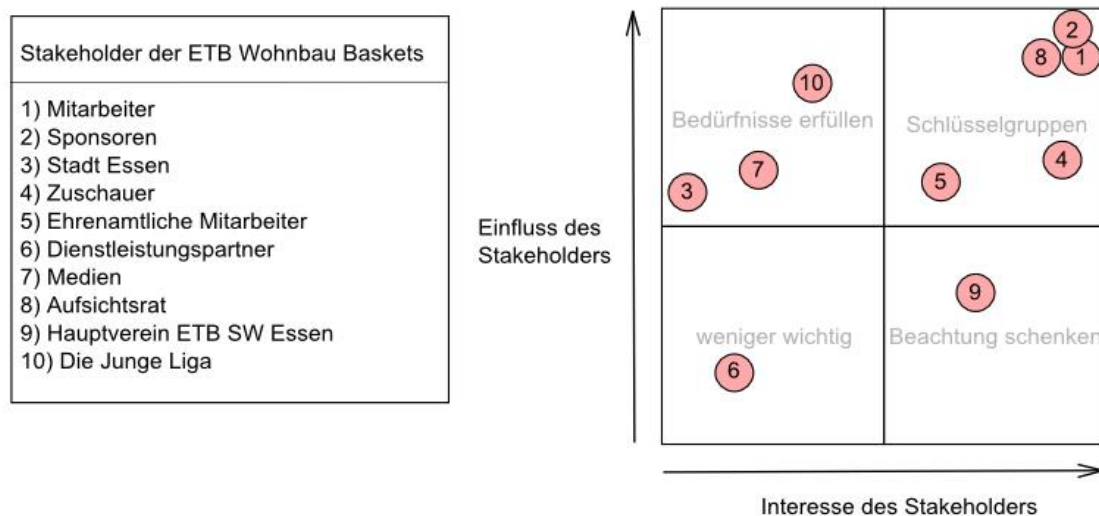 Stakeholder der ETB Wohnbau Baskets
1) Mitarbeiter
2) Sponsoren
3) Stadt Essen
4) Zuschauer
5) Ehrenamtliche Mitarbeiter
6) Dienstleistungspartner
7) Medien
8) Aufsichtsrat
9) Hauptverein ETB SW Essen
10) Die Junge Liga
Einfluss des
Stakeholders
2
8
1
10
Bedürfnisse erfüllen
Schlüsselgruppen
4
7
5
3
9
weniger wichtig
Beachtung schenken
6
Interesse des Stakeholders